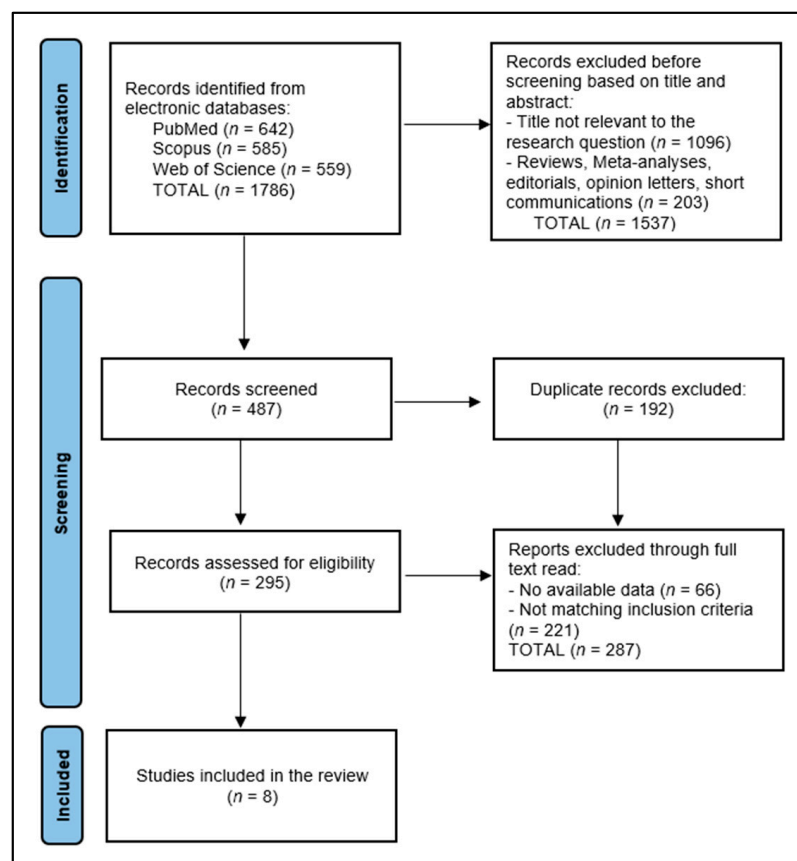 Identification
Records identified from
electronic databases:
PubMed (n = 642)
Scopus (n = 585)
Web of Science (n = 559)
TOTAL (n = 1786)
Records excluded before
screening based on title and
abstract:
- Title not relevant to the
research question (n = 1096)
- Reviews, Meta-analyses,
editorials, opinion letters, short
communications (n = 203)
TOTAL (n = 1537)
Screening
Records screened
(n = 487)
Duplicate records excluded:
(n = 192)
Records assessed for eligibility
(n = 295)
Reports excluded through full
text read:
- No available data (n = 66)
- Not matching inclusion criteria
(n = 221)
TOTAL (n = 287)
Included
Studies included in the review
(n = 8)